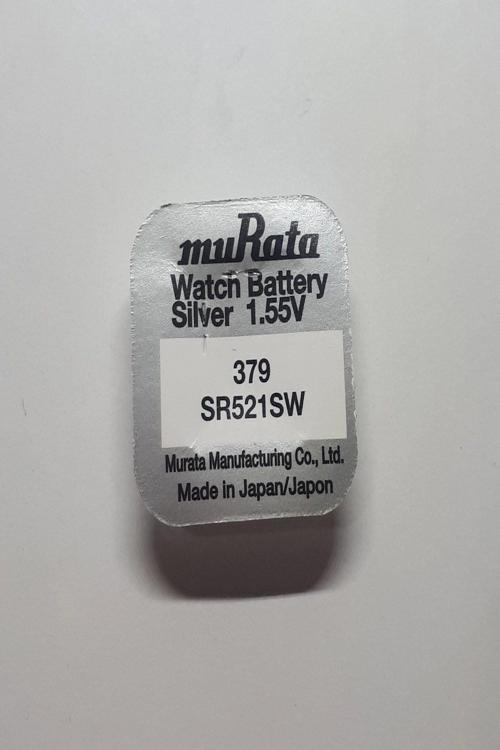 muRata
Watch Battery
Silver 1.55V
379
SR521SW
Murata Manufacturing Co., Ltd.
Made in Japan/Japon